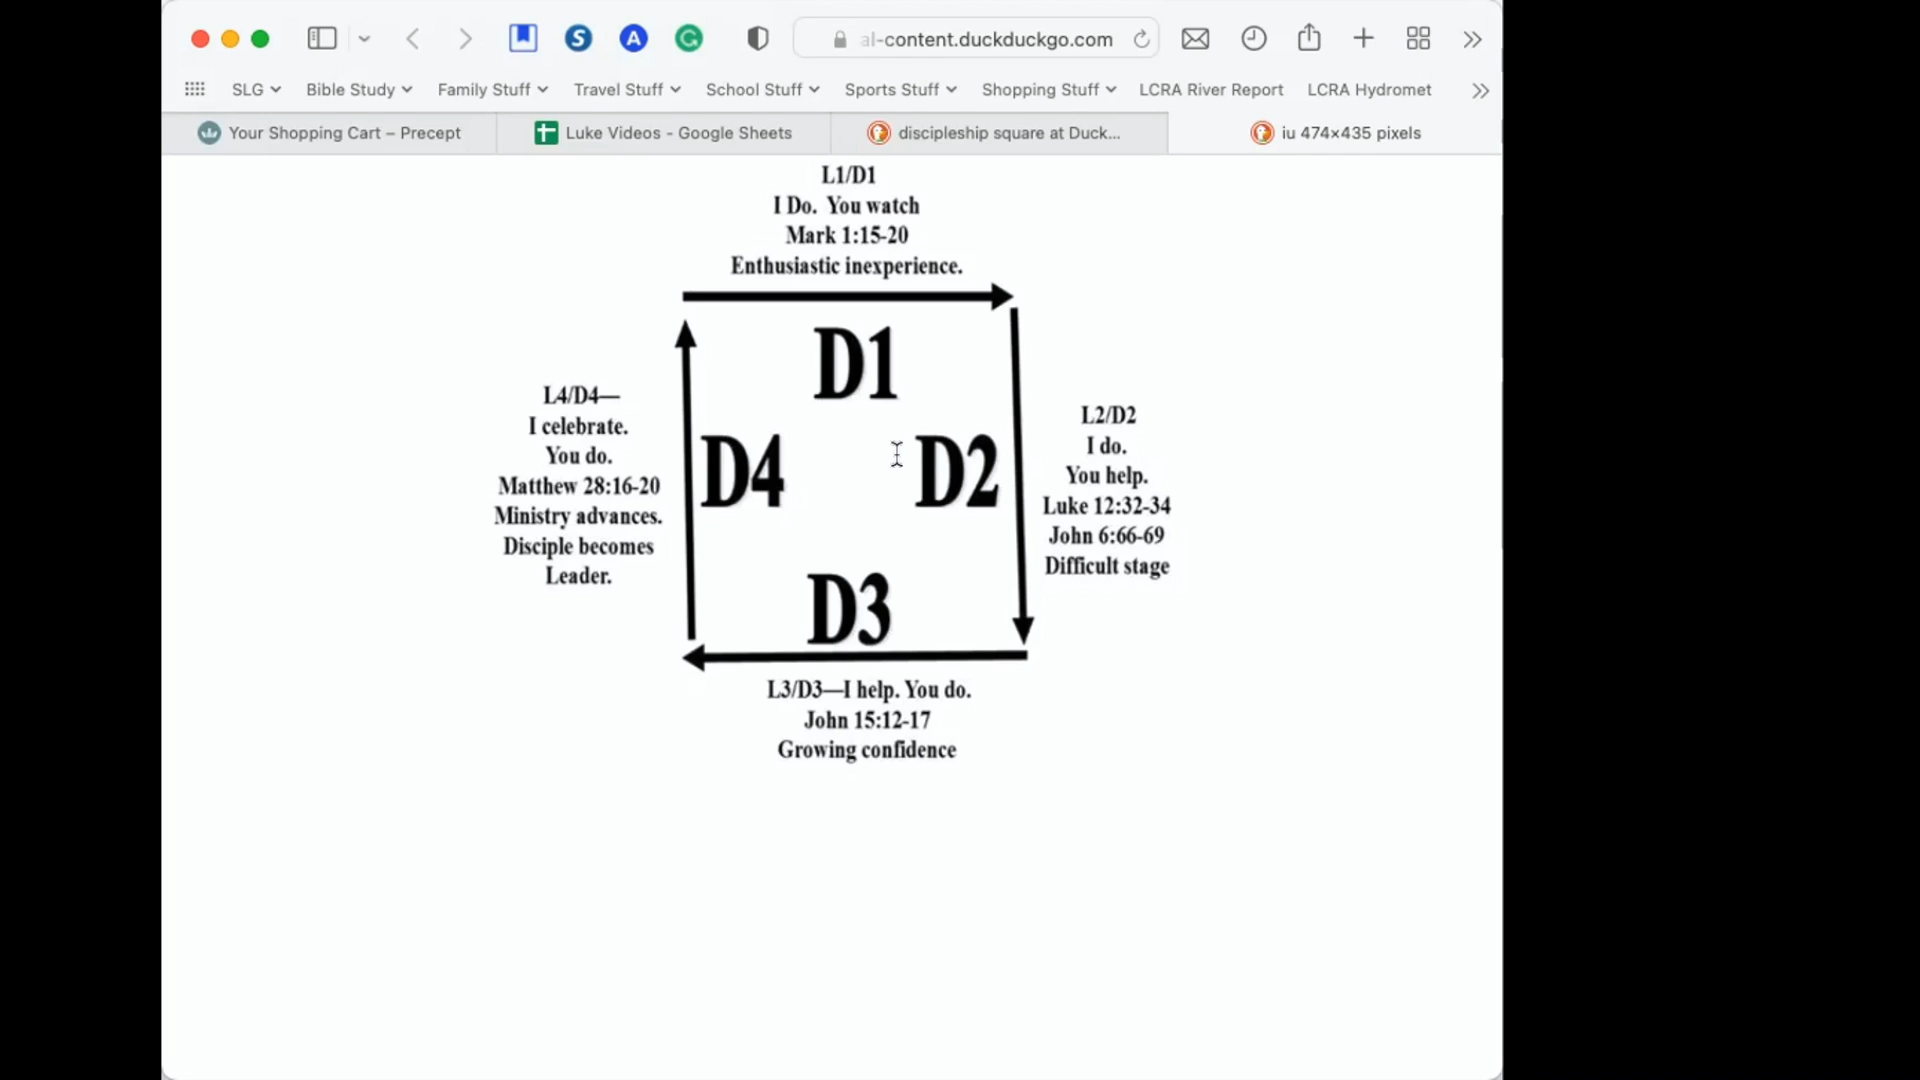 al-content.duckduckgo.com
SLG
Bible Study
Family Stuff
Travel Stuff
School Stuff
Sports Stuff
Shopping Stuff
LCRA River Report
LCRA Hydromet
Your Shopping Cart – Precept
Luke Videos - Google Sheets
discipleship square at Duck...
iu 474×435 pixels
L1/D1
I Do. You watch
Mark 1:15-20
Enthusiastic inexperience.
D1
D4
D2
D3
L4/D4—
I celebrate.
You do.
Matthew 28:16-20
Ministry advances.
Disciple becomes
Leader.
L2/D2
I do.
You help.
Luke 12:32-34
John 6:66-69
Difficult stage
L3/D3—I help. You do.
John 15:12-17
Growing confidence